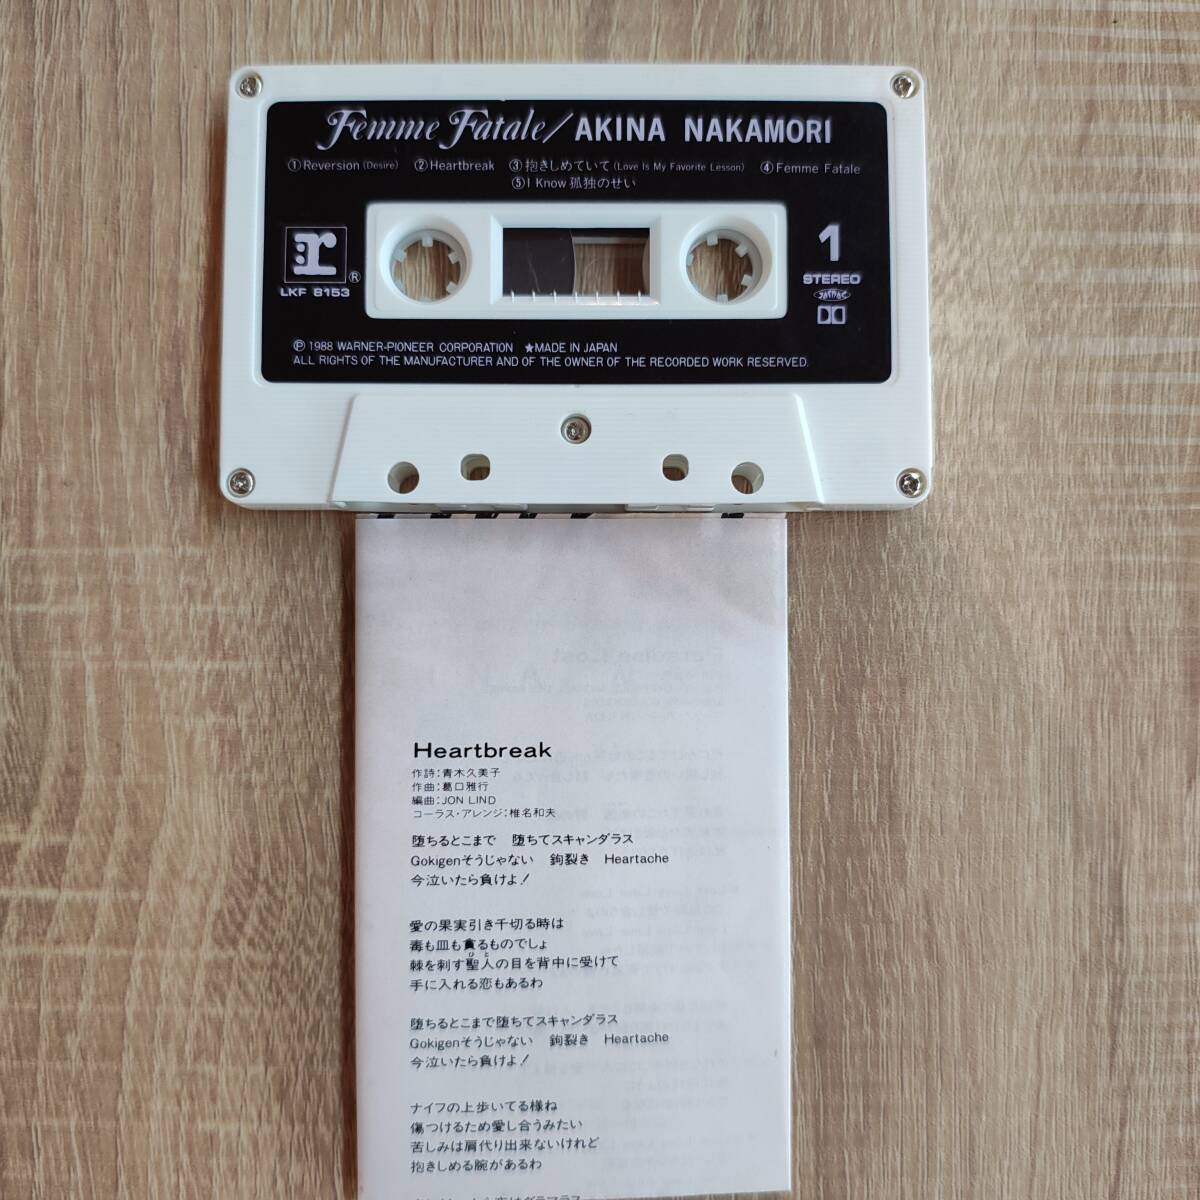 Femme Fatale/AKINA NAKAMORI
①Reversion(Desire) ②Heartbreak ③抱きしめていて(Love Is My Favorite Lesson) ④Femme Fatale
⑤I Know孤独のせい
r
®
LKF 8153
1
STEREO
℗1988 WARNER-PIONEER CORPORATION ★MADE IN JAPAN
ALL RIGHTS OF THE MANUFACTURER AND OF THE OWNER OF THE RECORDED WORK RESERVED.
Heartbreak
作詩:青木久美子
作曲:葛口雅行
編曲:JON LIND
コーラス・アレンジ:椎名和夫
堕ちるとこまで 堕ちてスキャンダラス
Gokigenそうじゃない 鉤裂き Heartache
今泣いたら負けよ!
愛の果実引き千切る時は
毒も皿も貪るものでしょ
棘を刺す聖人の目を背中に受けて
ひと
手に入れる恋もあるわ
堕ちるとこまで堕ちてスキャンダラス
Gokigenそうじゃない 鉤裂き Heartache
今泣いたら負けよ!
ナイフの上歩いてる様ね
傷つけるため愛し合うみたい
苦しみは肩代り出来ないけれど
抱きしめる腕があるわ